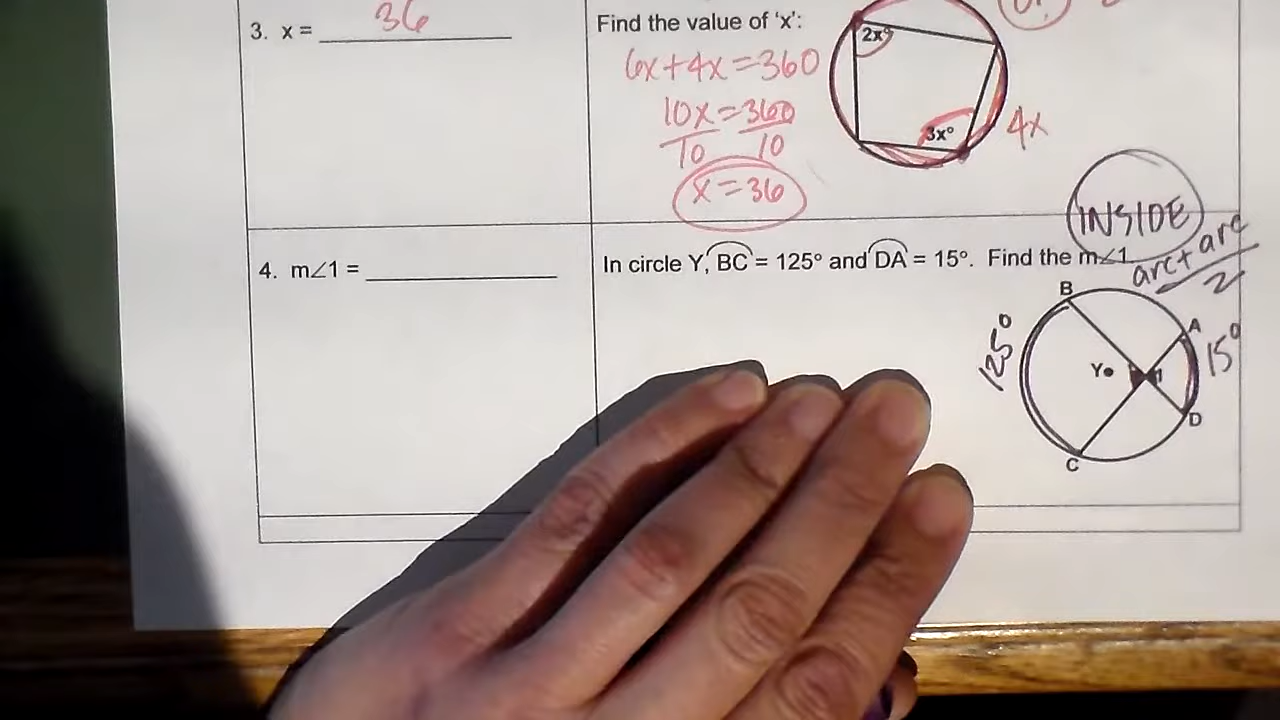 3. x = 36
Find the value of ‘x’:
6x+4x=360
10x=360
10 10
x=36
2x°
3x°
4x
INSIDE
4. m∠1 =
In circle Y, BC = 125° and DA = 15°. Find the m∠1.
arc+arc
2
B
A
125°
15°
Y
1
D
C